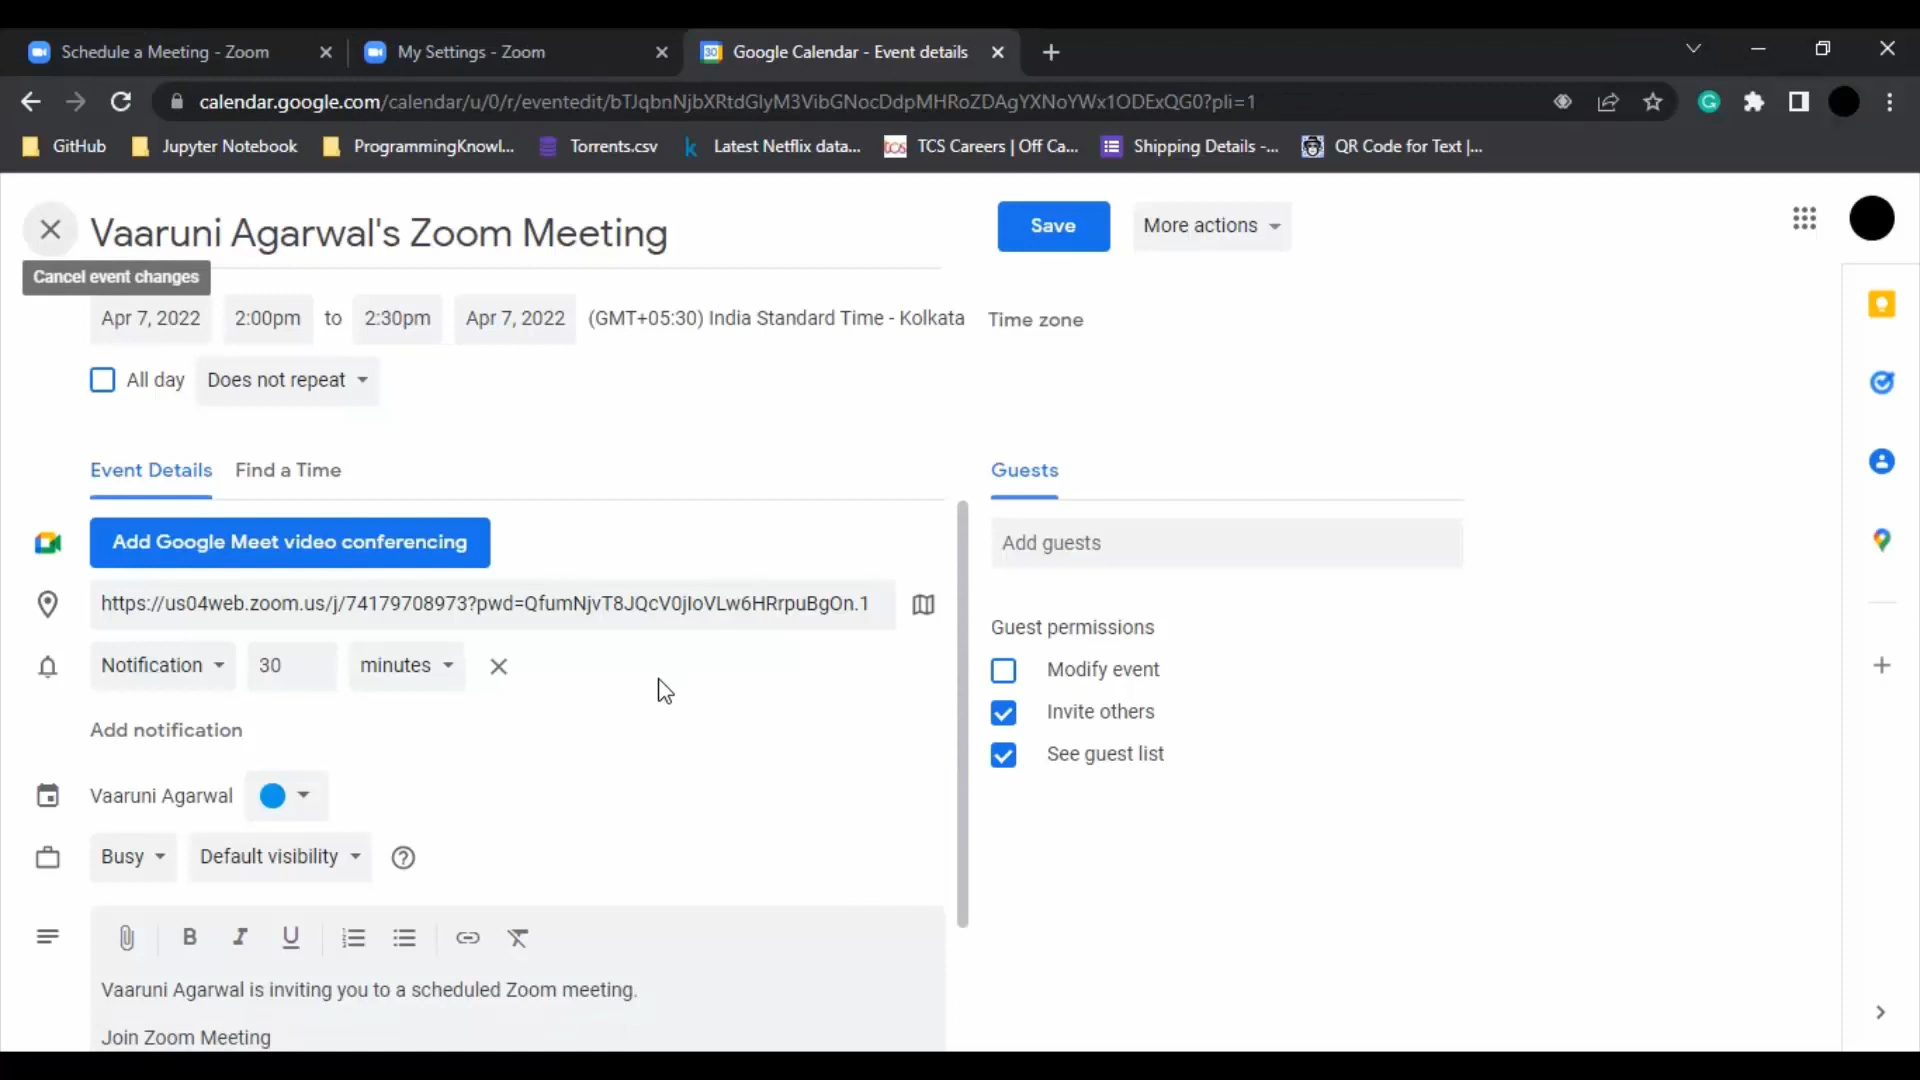 Schedule a Meeting - Zoom
My Settings - Zoom
Google Calendar - Event details
calendar.google.com/calendar/u/0/r/eventedit/bTJqbnNjbXRtdGlyM3VibGNocDdpMHRoZDAgYXNoYWx1ODExQG0?pli=1
GitHub
Jupyter Notebook
ProgrammingKnowl...
Torrents.csv
Latest Netflix data...
TCS Careers | Off Ca...
Shipping Details -...
QR Code for Text |...
Vaaruni Agarwal's Zoom Meeting
Save
More actions
Cancel event changes
Apr 7, 2022 2:00pm to 2:30pm Apr 7, 2022 (GMT+05:30) India Standard Time - Kolkata Time zone
All day Does not repeat
Event Details Find a Time
Guests
Add Google Meet video conferencing
Add guests
https://us04web.zoom.us/j/74179708973?pwd=QfumNjvT8JQcV0jIoVLw6HRrpuBgOn.1
Guest permissions
Notification 30 minutes
Modify event
Invite others
Add notification
See guest list
Vaaruni Agarwal
Busy Default visibility
Vaaruni Agarwal is inviting you to a scheduled Zoom meeting.
Join Zoom Meeting